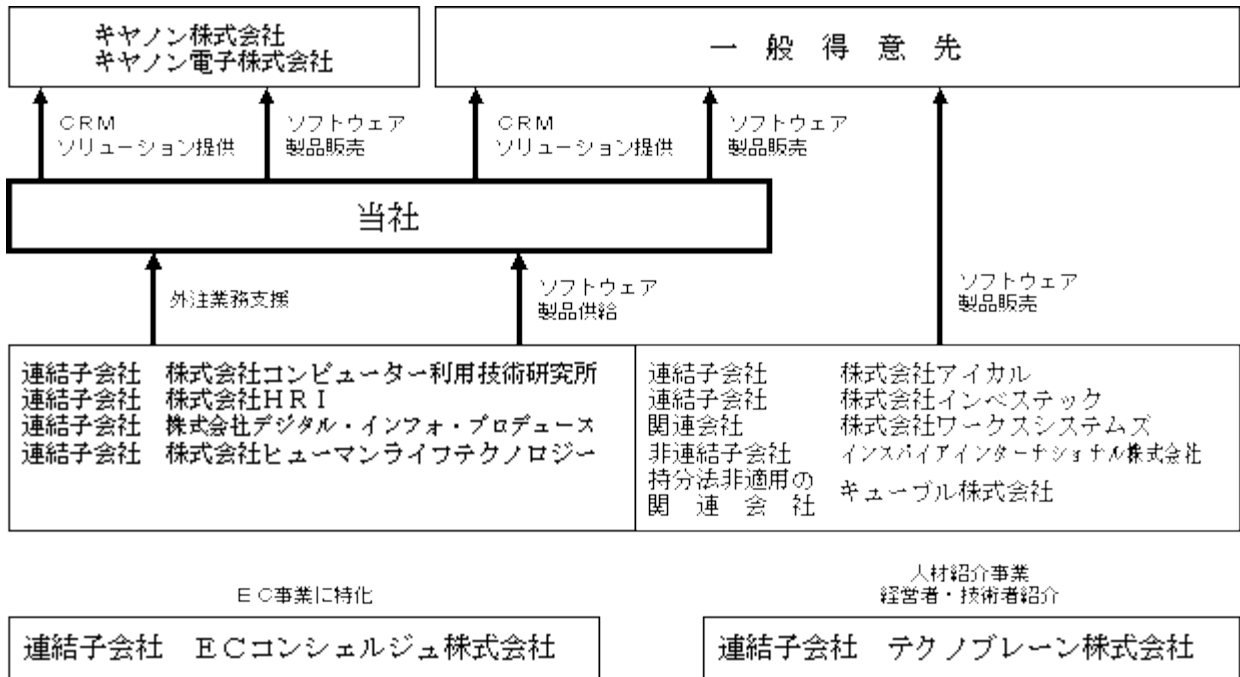 キヤノン株式会社
キヤノン電子株式会社
一般得意先
CRM
ソリューション提供
ソフトウェア
製品販売
CRM
ソリューション提供
ソフトウェア
製品販売
当社
外注業務支援
ソフトウェア
製品供給
ソフトウェア
製品販売
連結子会社 株式会社コンピューター利用技術研究所
連結子会社 株式会社HRI
連結子会社 株式会社デジタル・インフォ・プロデュース
連結子会社 株式会社ヒューマンライフテクノロジー
連結子会社 株式会社アイカル
連結子会社 株式会社インベステック
関連会社 株式会社ワークスシステムズ
非連結子会社 インスパイアインターナショナル株式会社
持分法非適用の
関連会社 キューブル株式会社
EC事業に特化
連結子会社 ECコンシェルジュ株式会社
人材紹介事業
経営者・技術者紹介
連結子会社 テクノブレーン株式会社